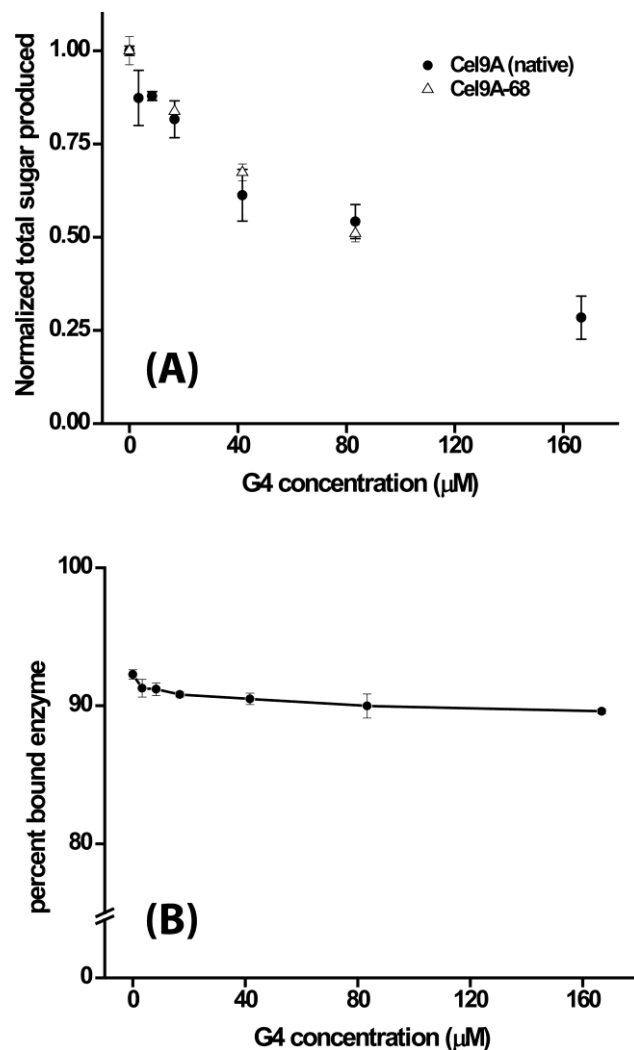 Normalized total sugar produced
1.00
0.75
0.50
0.25
0.00
Cel9A (native)
Cel9A-68
(A)
0 40 80 120 160
G4 concentration (μM)
percent bound enzyme
100
90
80
0
(B)
0 40 80 120 160
G4 concentration (μM)